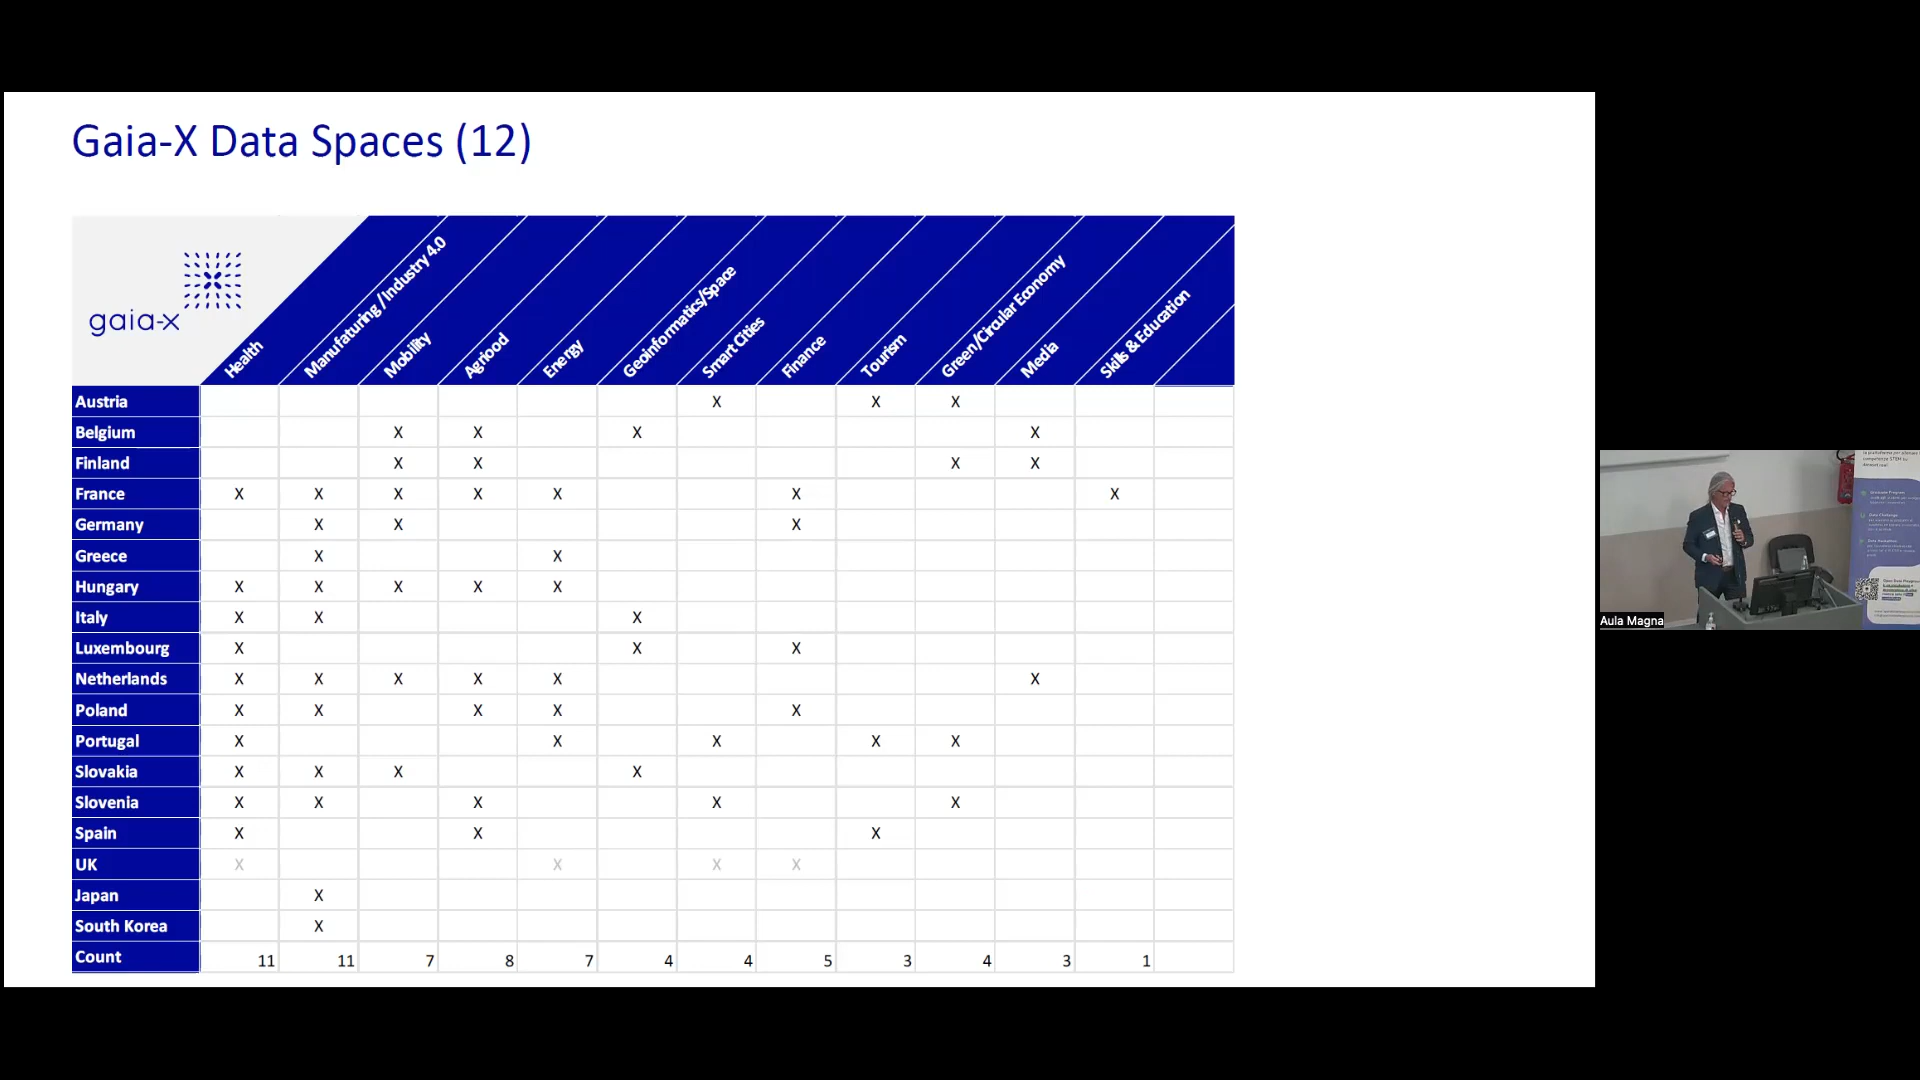 Gaia-X Data Spaces (12)
gaia-x
Health
Manufaturing /Industry 4.0
Mobility
Agriood
Energy
Geoinformatics/Space
Smart Cities
Finance
Tourism
Green/Circular Economy
Media
Skills & Education
Austria X X X
Belgium X X X X
Finland X X X X
France X X X X X X X
Germany X X X
Greece X X
Hungary X X X X X
Italy X X X
Luxembourg X X X
Netherlands X X X X X X
Poland X X X X X
Portugal X X X X X
Slovakia X X X X
Slovenia X X X X X
Spain X X X
UK X X X X
Japan X
South Korea X
Count 11 11 7 8 7 4 4 5 3 4 3 1
Aula Magna